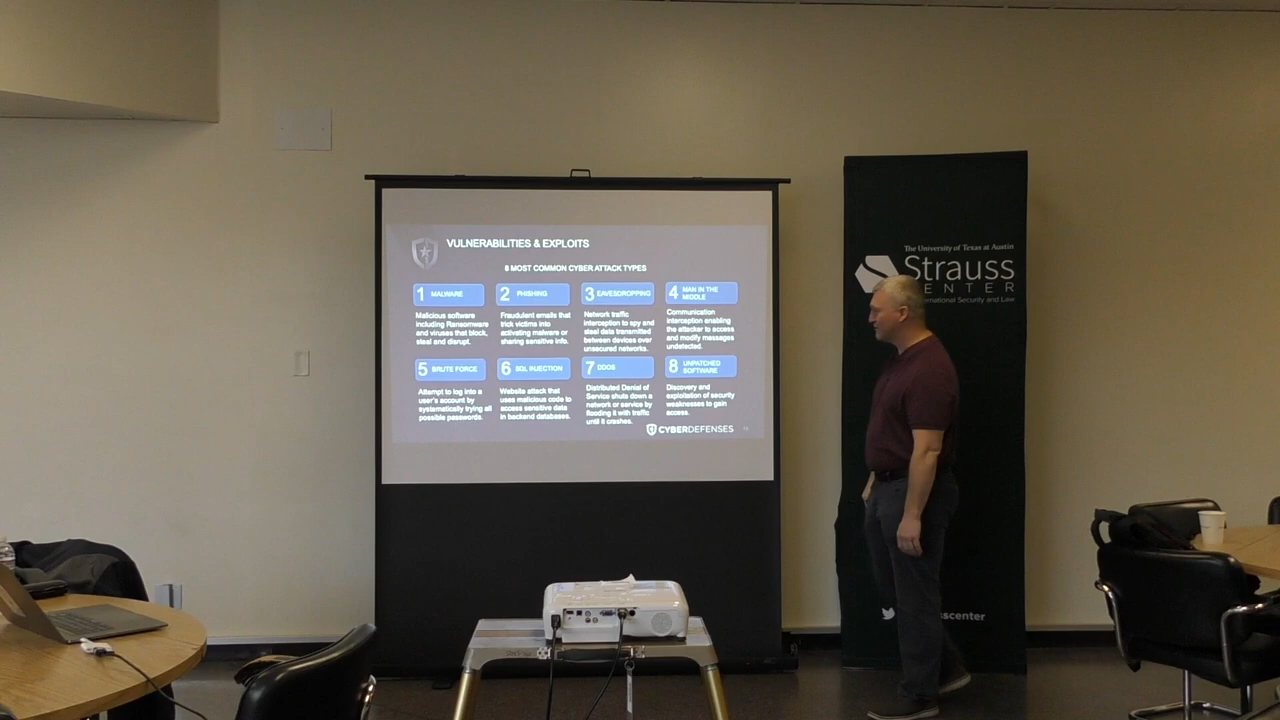 VULNERABILITIES & EXPLOITS
8 MOST COMMON CYBER ATTACK TYPES
1 MALWARE
Malicious software
including Ransomware
and viruses that block,
steal and disrupt.
2 PHISHING
Fraudulent emails that
trick victims into
activating malware or
sharing sensitive info.
3 EAVESDROPPING
Network traffic
interception to spy and
steal data transmitted
between devices over
unsecured networks.
4 MAN IN THE
MIDDLE
Communication
interception enabling
the attacker to access
and modify messages
undetected.
5 BRUTE FORCE
Attempt to log into a
user's account by
systematically trying all
possible passwords.
6 SQL INJECTION
Website attack that
uses malicious code to
access sensitive data
in backend databases.
7 DDOS
Distributed Denial of
Service shuts down a
network or service by
flooding it with traffic
until it crashes.
8 UNPATCHED
SOFTWARE
Discovery and
exploitation of security
weaknesses to gain
access.
CYBERDEFENSES
The University of Texas at Austin
Strauss
ENTER
ernational Security and Law
sscenter